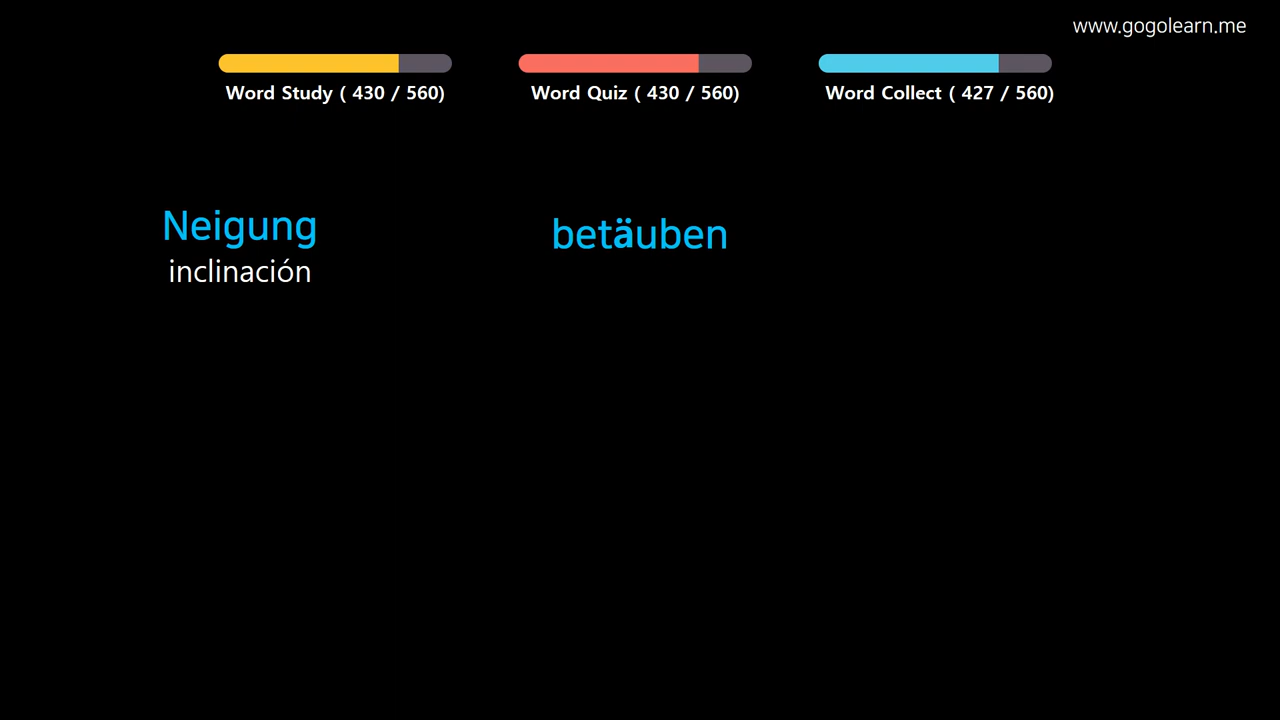 www.gogolearn.me
Word Study ( 430 / 560)
Word Quiz ( 430 / 560)
Word Collect ( 427 / 560)
Neigung
inclinación
betäuben